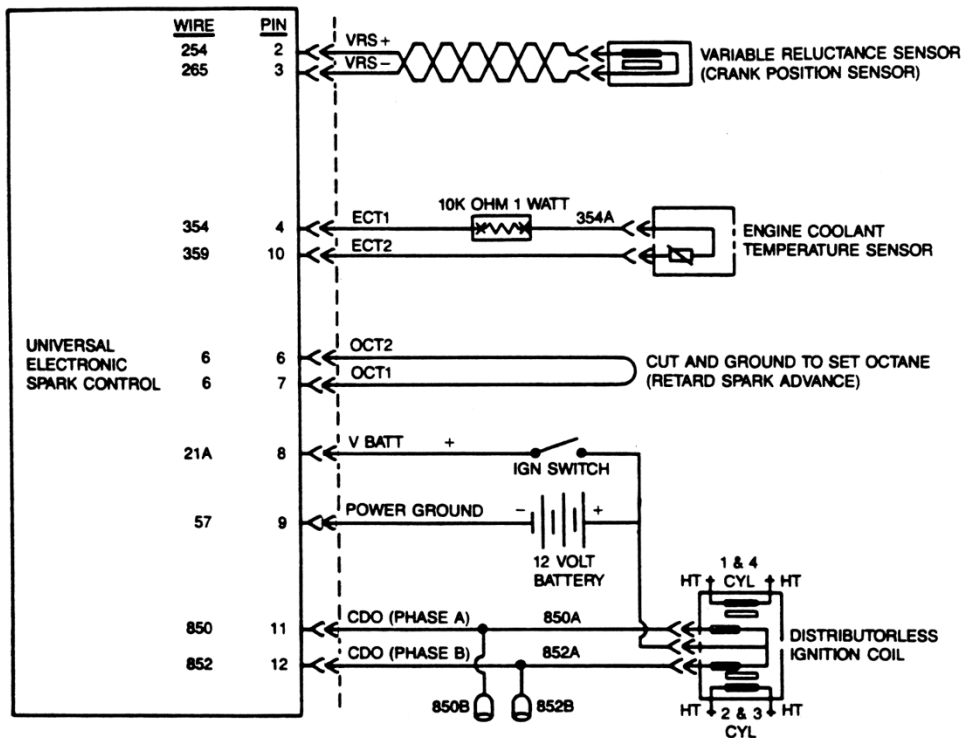 WIRE PIN
254 2 VRS+
265 3 VRS-
VARIABLE RELUCTANCE SENSOR
(CRANK POSITION SENSOR)
10K OHM 1 WATT
354 4 ECT1 354A
359 10 ECT2
ENGINE COOLANT
TEMPERATURE SENSOR
UNIVERSAL
ELECTRONIC
SPARK CONTROL
6 6 OCT2
6 7 OCT1
CUT AND GROUND TO SET OCTANE
(RETARD SPARK ADVANCE)
21A 8 V BATT +
IGN SWITCH
57 9 POWER GROUND - +
12 VOLT
BATTERY
1 & 4
HT CYL HT
850 11 CDO (PHASE A) 850A
852 12 CDO (PHASE B) 852A
DISTRIBUTORLESS
IGNITION COIL
850B 852B
HT 2 & 3 HT
CYL